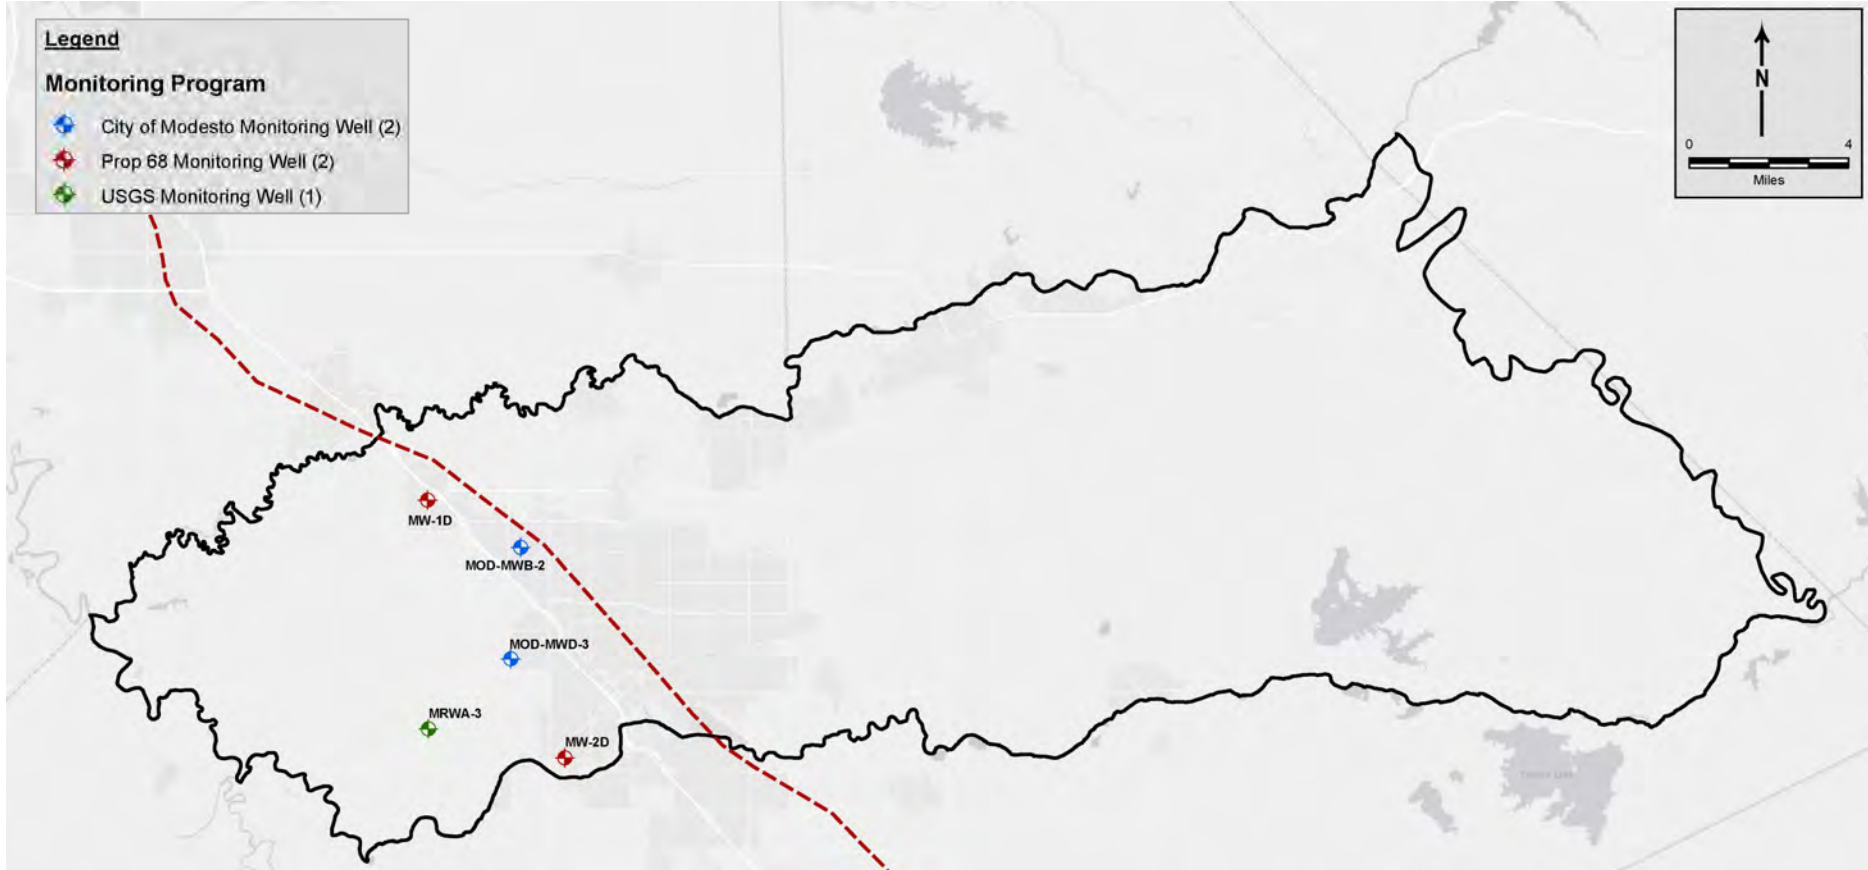 Legend
Monitoring Program
City of Modesto Monitoring Well (2)
Prop 68 Monitoring Well (2)
USGS Monitoring Well (1)
N
0 4
Miles
MW-1D
MOD-MWB-2
MOD-MWD-3
MRWA-3
MW-2D